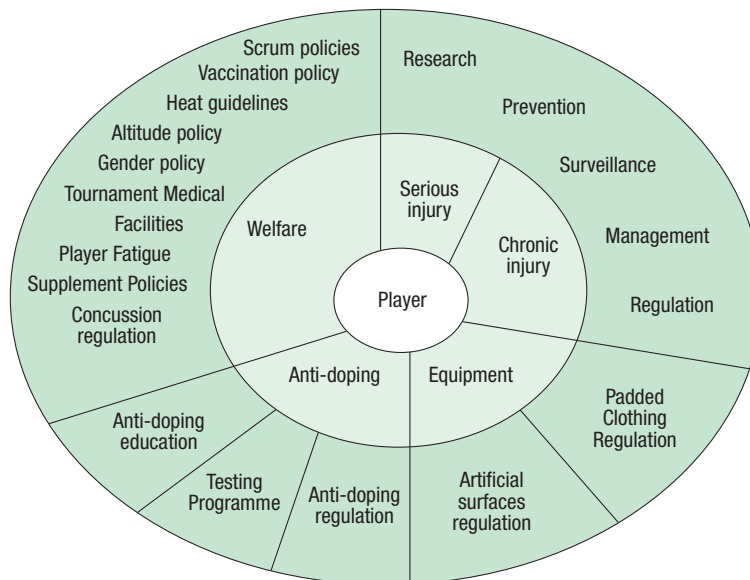 Scrum policies
Vaccination policy
Heat guidelines
Altitude policy
Gender policy
Tournament Medical
Facilities
Player Fatigue
Supplement Policies
Concussion
regulation
Research
Prevention
Surveillance
Management
Regulation
Welfare
Serious
injury
Chronic
injury
Player
Anti-doping
Equipment
Anti-doping
education
Testing
Programme
Anti-doping
regulation
Artificial
surfaces
regulation
Padded
Clothing
Regulation